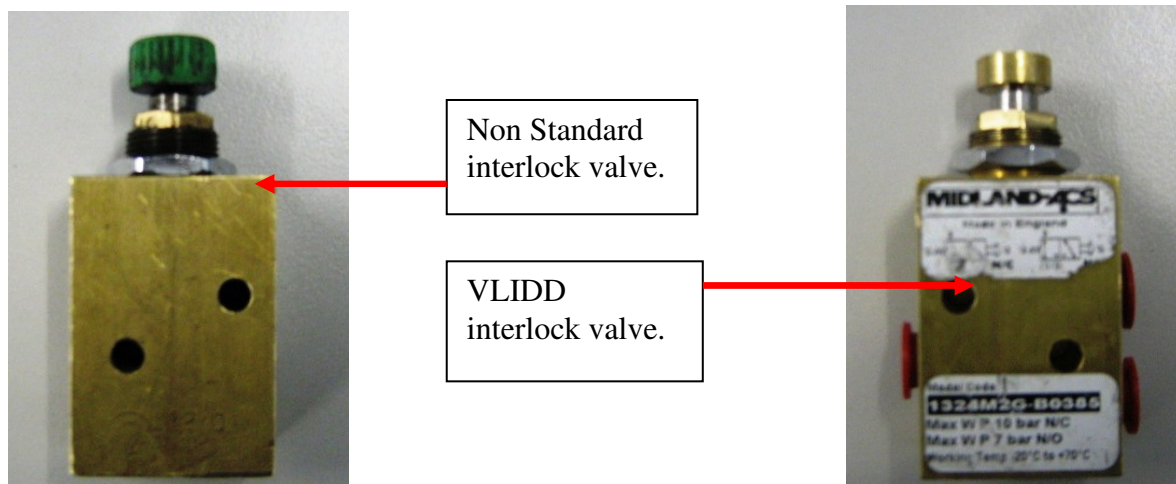 Non Standard
interlock valve.
VLIDD
interlock valve.
MIDLAND-ACS
Made in England
N/C
Model Code
1324M2G-B0385
Max W P 10 bar N/C
Max W P 7 bar N/O
Working Temp -20°C to +70°C